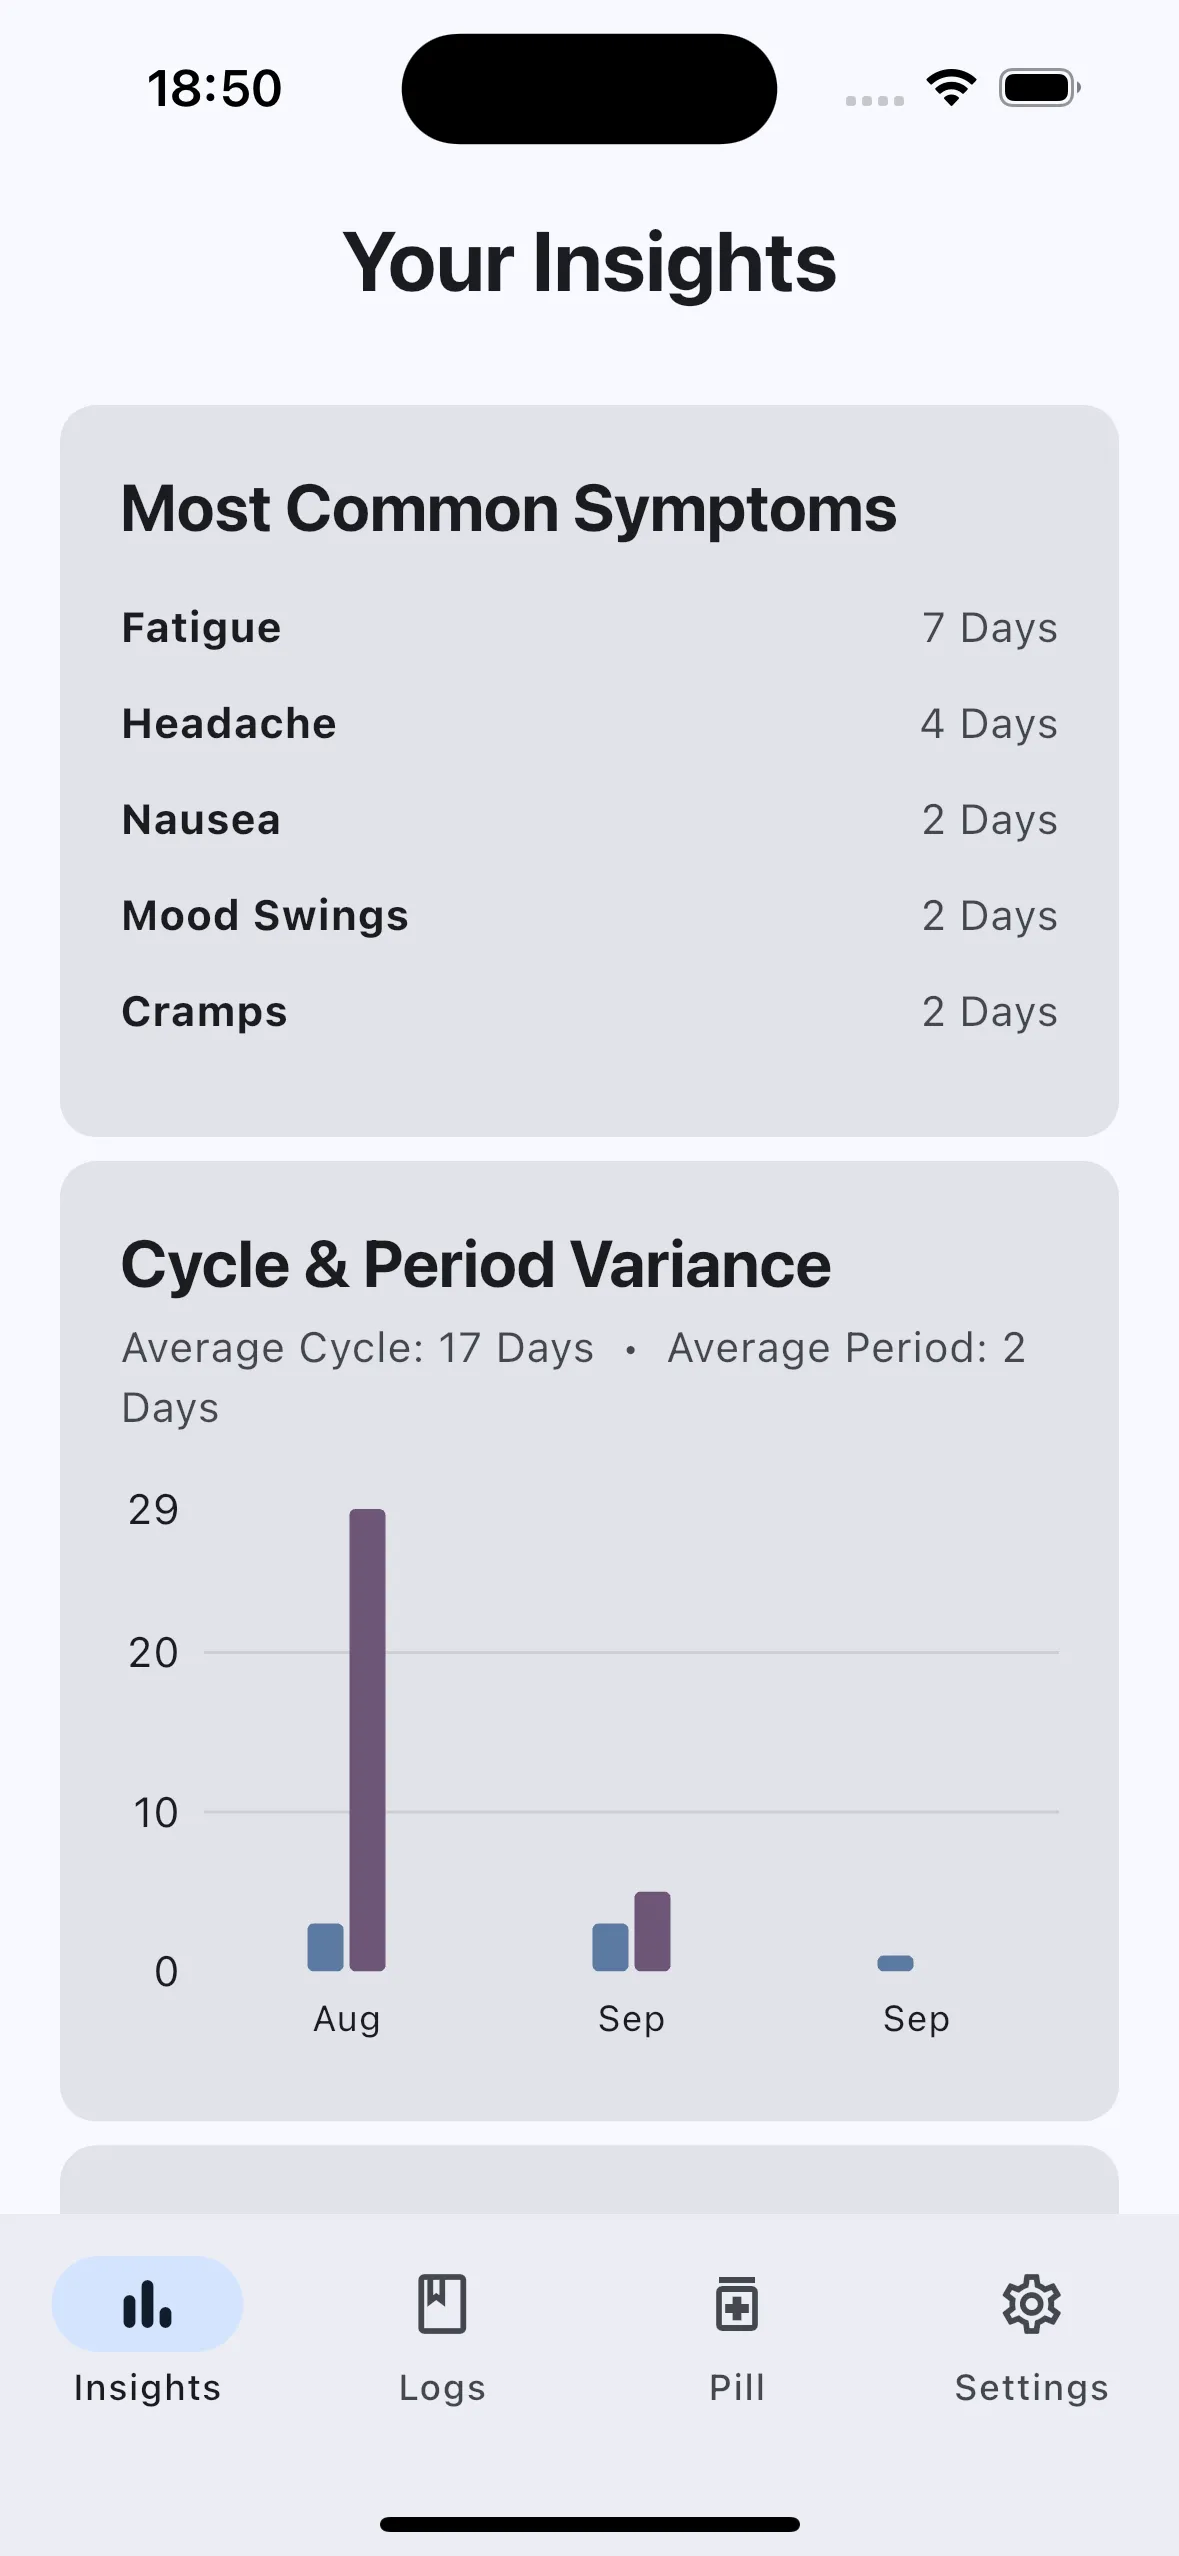 18:50
Your Insights
Most Common Symptoms
Fatigue 7 Days
Headache 4 Days
Nausea 2 Days
Mood Swings 2 Days
Cramps 2 Days
Cycle & Period Variance
Average Cycle: 17 Days • Average Period: 2
Days
29
20
10
0
Aug Sep Sep
Insights Logs Pill Settings